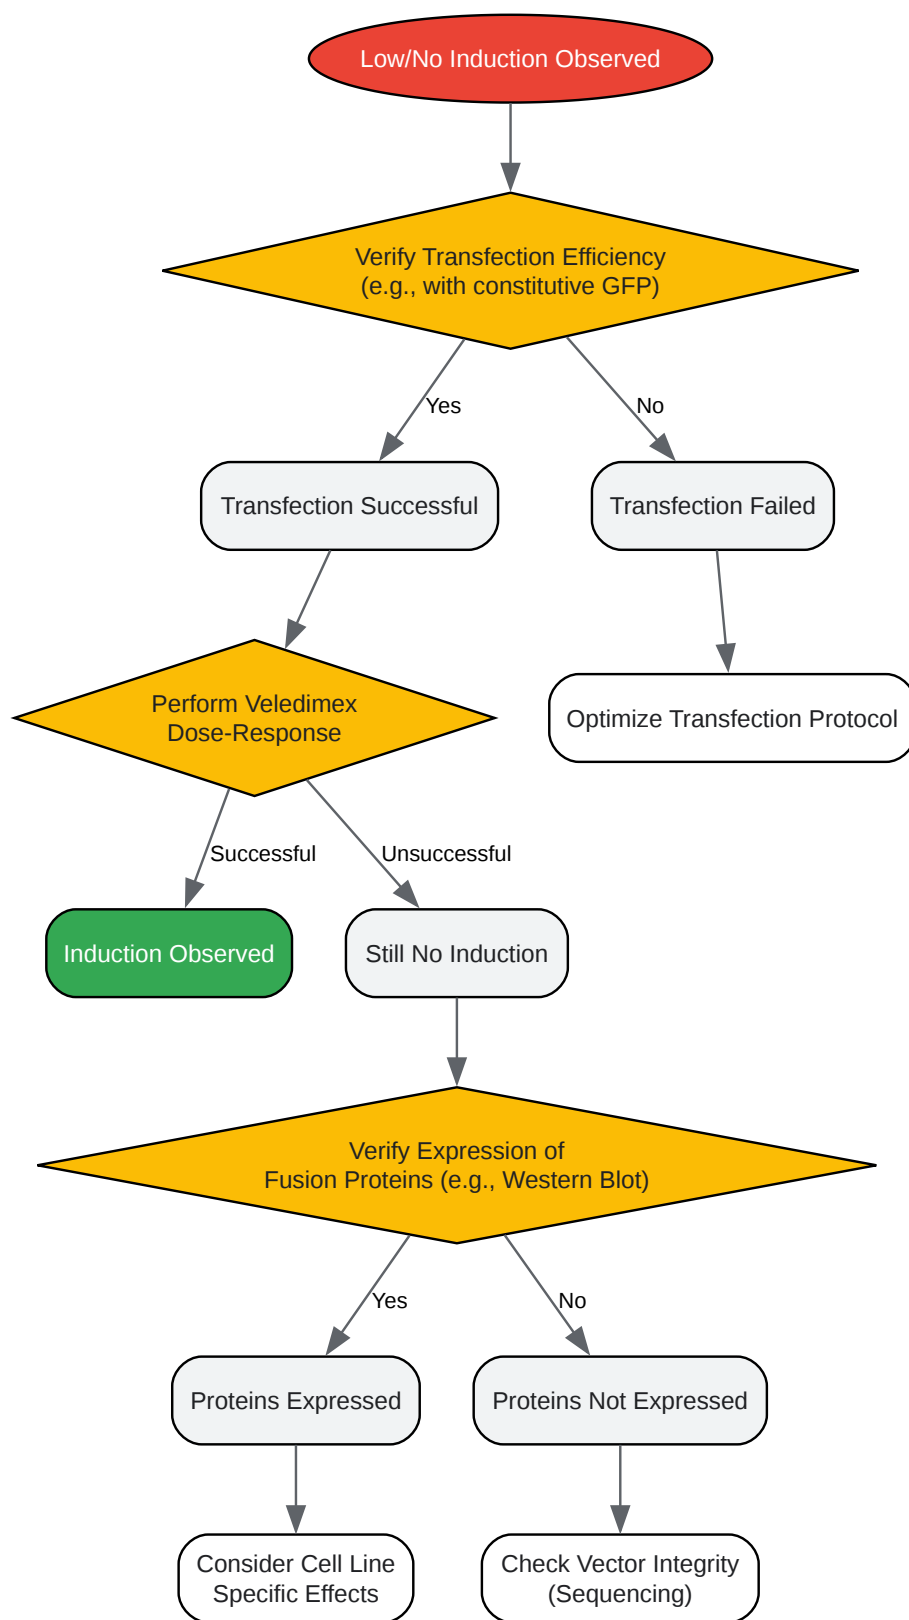 Low/No Induction Observed
Verify Transfection Efficiency
(e.g., with constitutive GFP)
Yes
No
Transfection Successful
Transfection Failed
Perform Veledimex
Dose-Response
Optimize Transfection Protocol
Successful
Unsuccessful
Induction Observed
Still No Induction
Verify Expression of
Fusion Proteins (e.g., Western Blot)
Yes
No
Proteins Expressed
Proteins Not Expressed
Consider Cell Line
Specific Effects
Check Vector Integrity
(Sequencing)